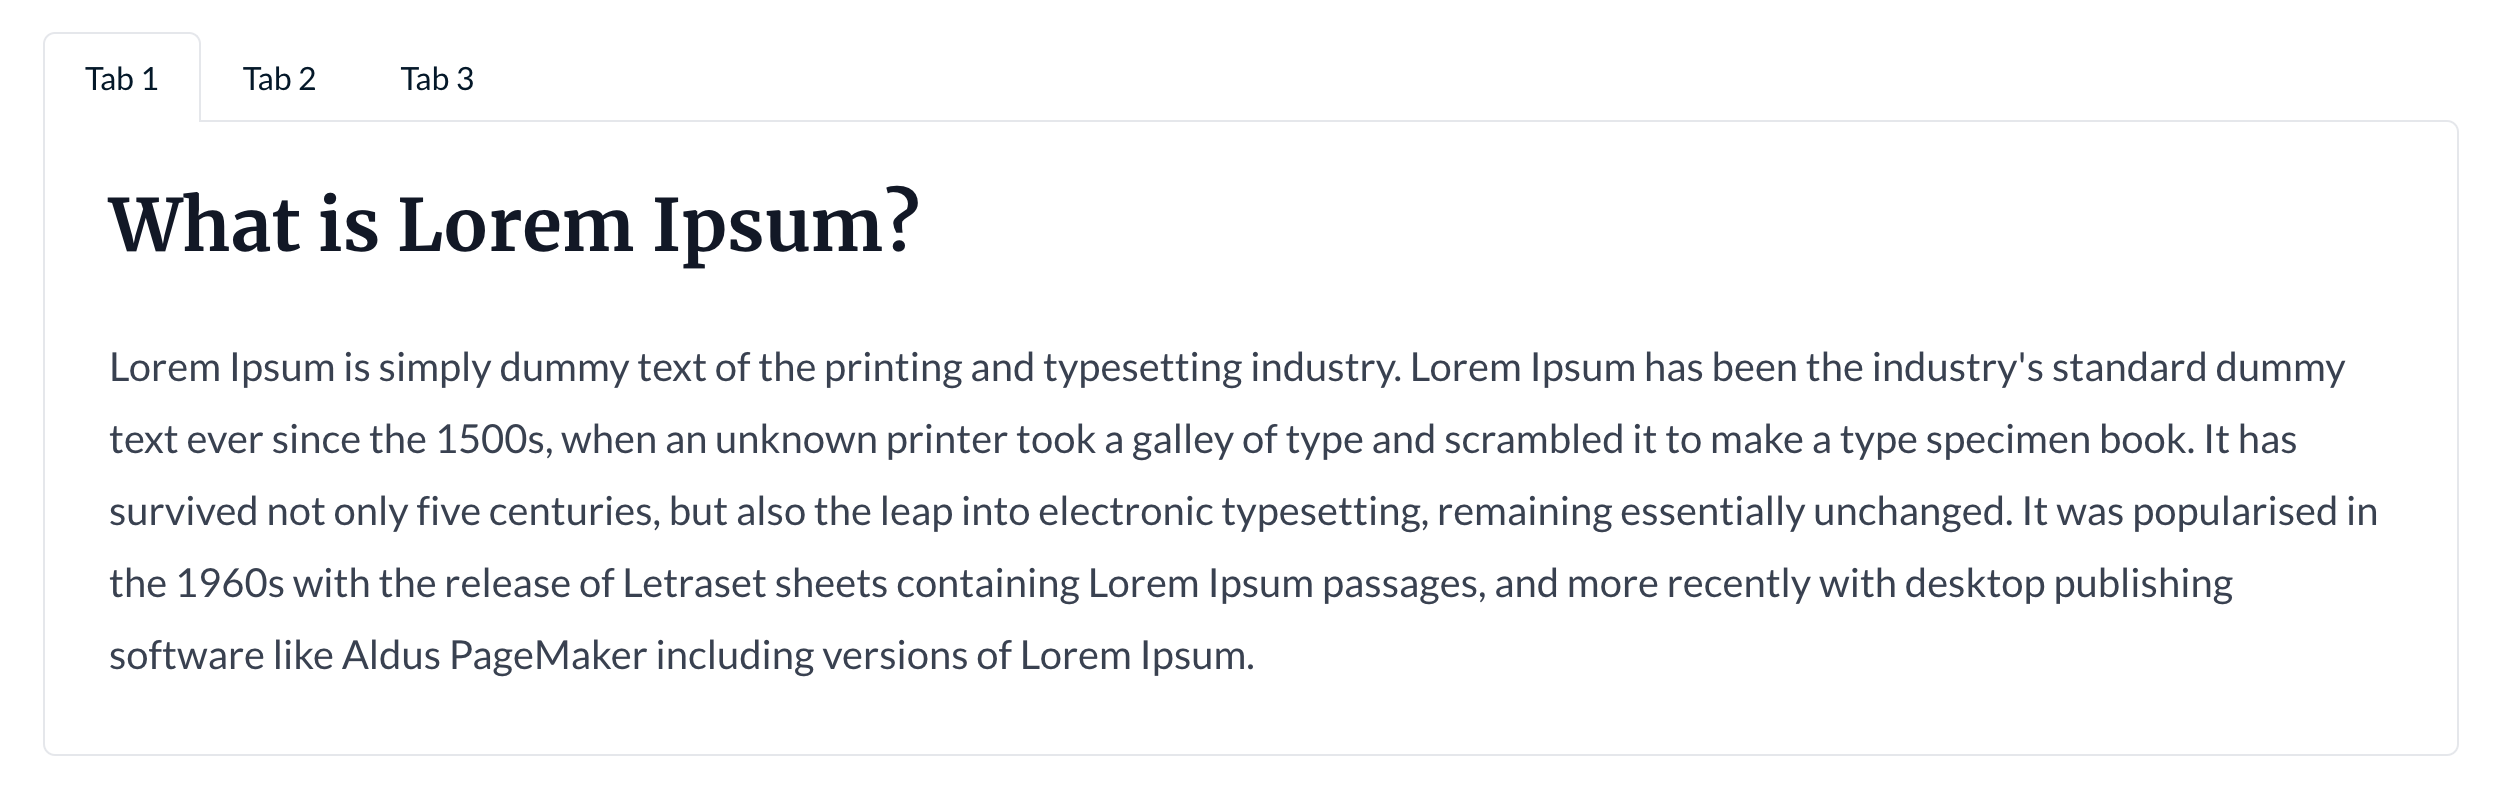 Tab 1 Tab 2 Tab 3
What is Lorem Ipsum?
Lorem Ipsum is simply dummy text of the printing and typesetting industry. Lorem Ipsum has been the industry's standard dummy
text ever since the 1500s, when an unknown printer took a galley of type and scrambled it to make a type specimen book. It has
survived not only five centuries, but also the leap into electronic typesetting, remaining essentially unchanged. It was popularised in
the 1960s with the release of Letraset sheets containing Lorem Ipsum passages, and more recently with desktop publishing
software like Aldus PageMaker including versions of Lorem Ipsum.